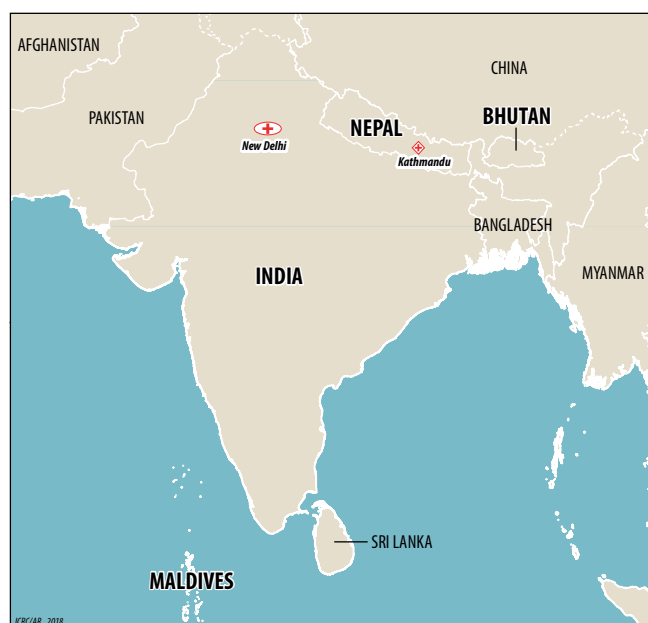 AFGHANISTAN
CHINA
PAKISTAN
NEPAL
BHUTAN
New Delhi
Kathmandu
BANGLADESH
INDIA
MYANMAR
SRI LANKA
MALDIVES
ICRC/AR_2018